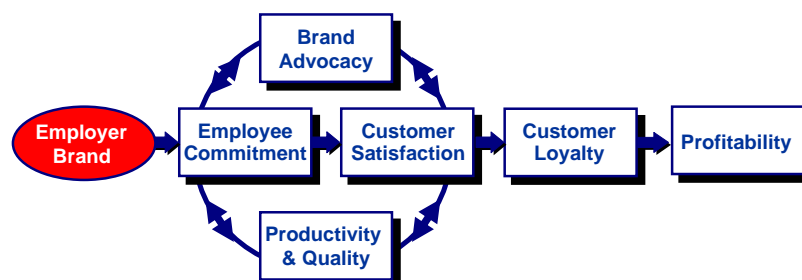 Brand
Advocacy
Employer
Brand
Employee
Commitment
Customer
Satisfaction
Customer
Loyalty
Profitability
Productivity
& Quality